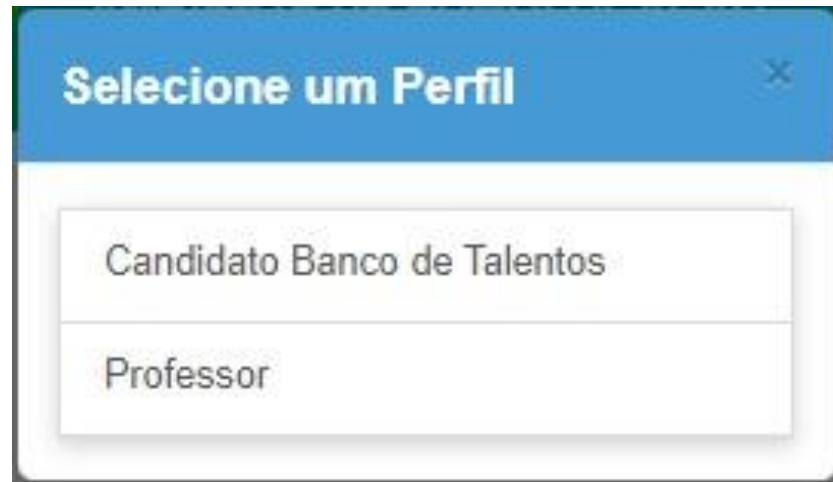 Selecione um Perfil
×
Candidato Banco de Talentos
Professor